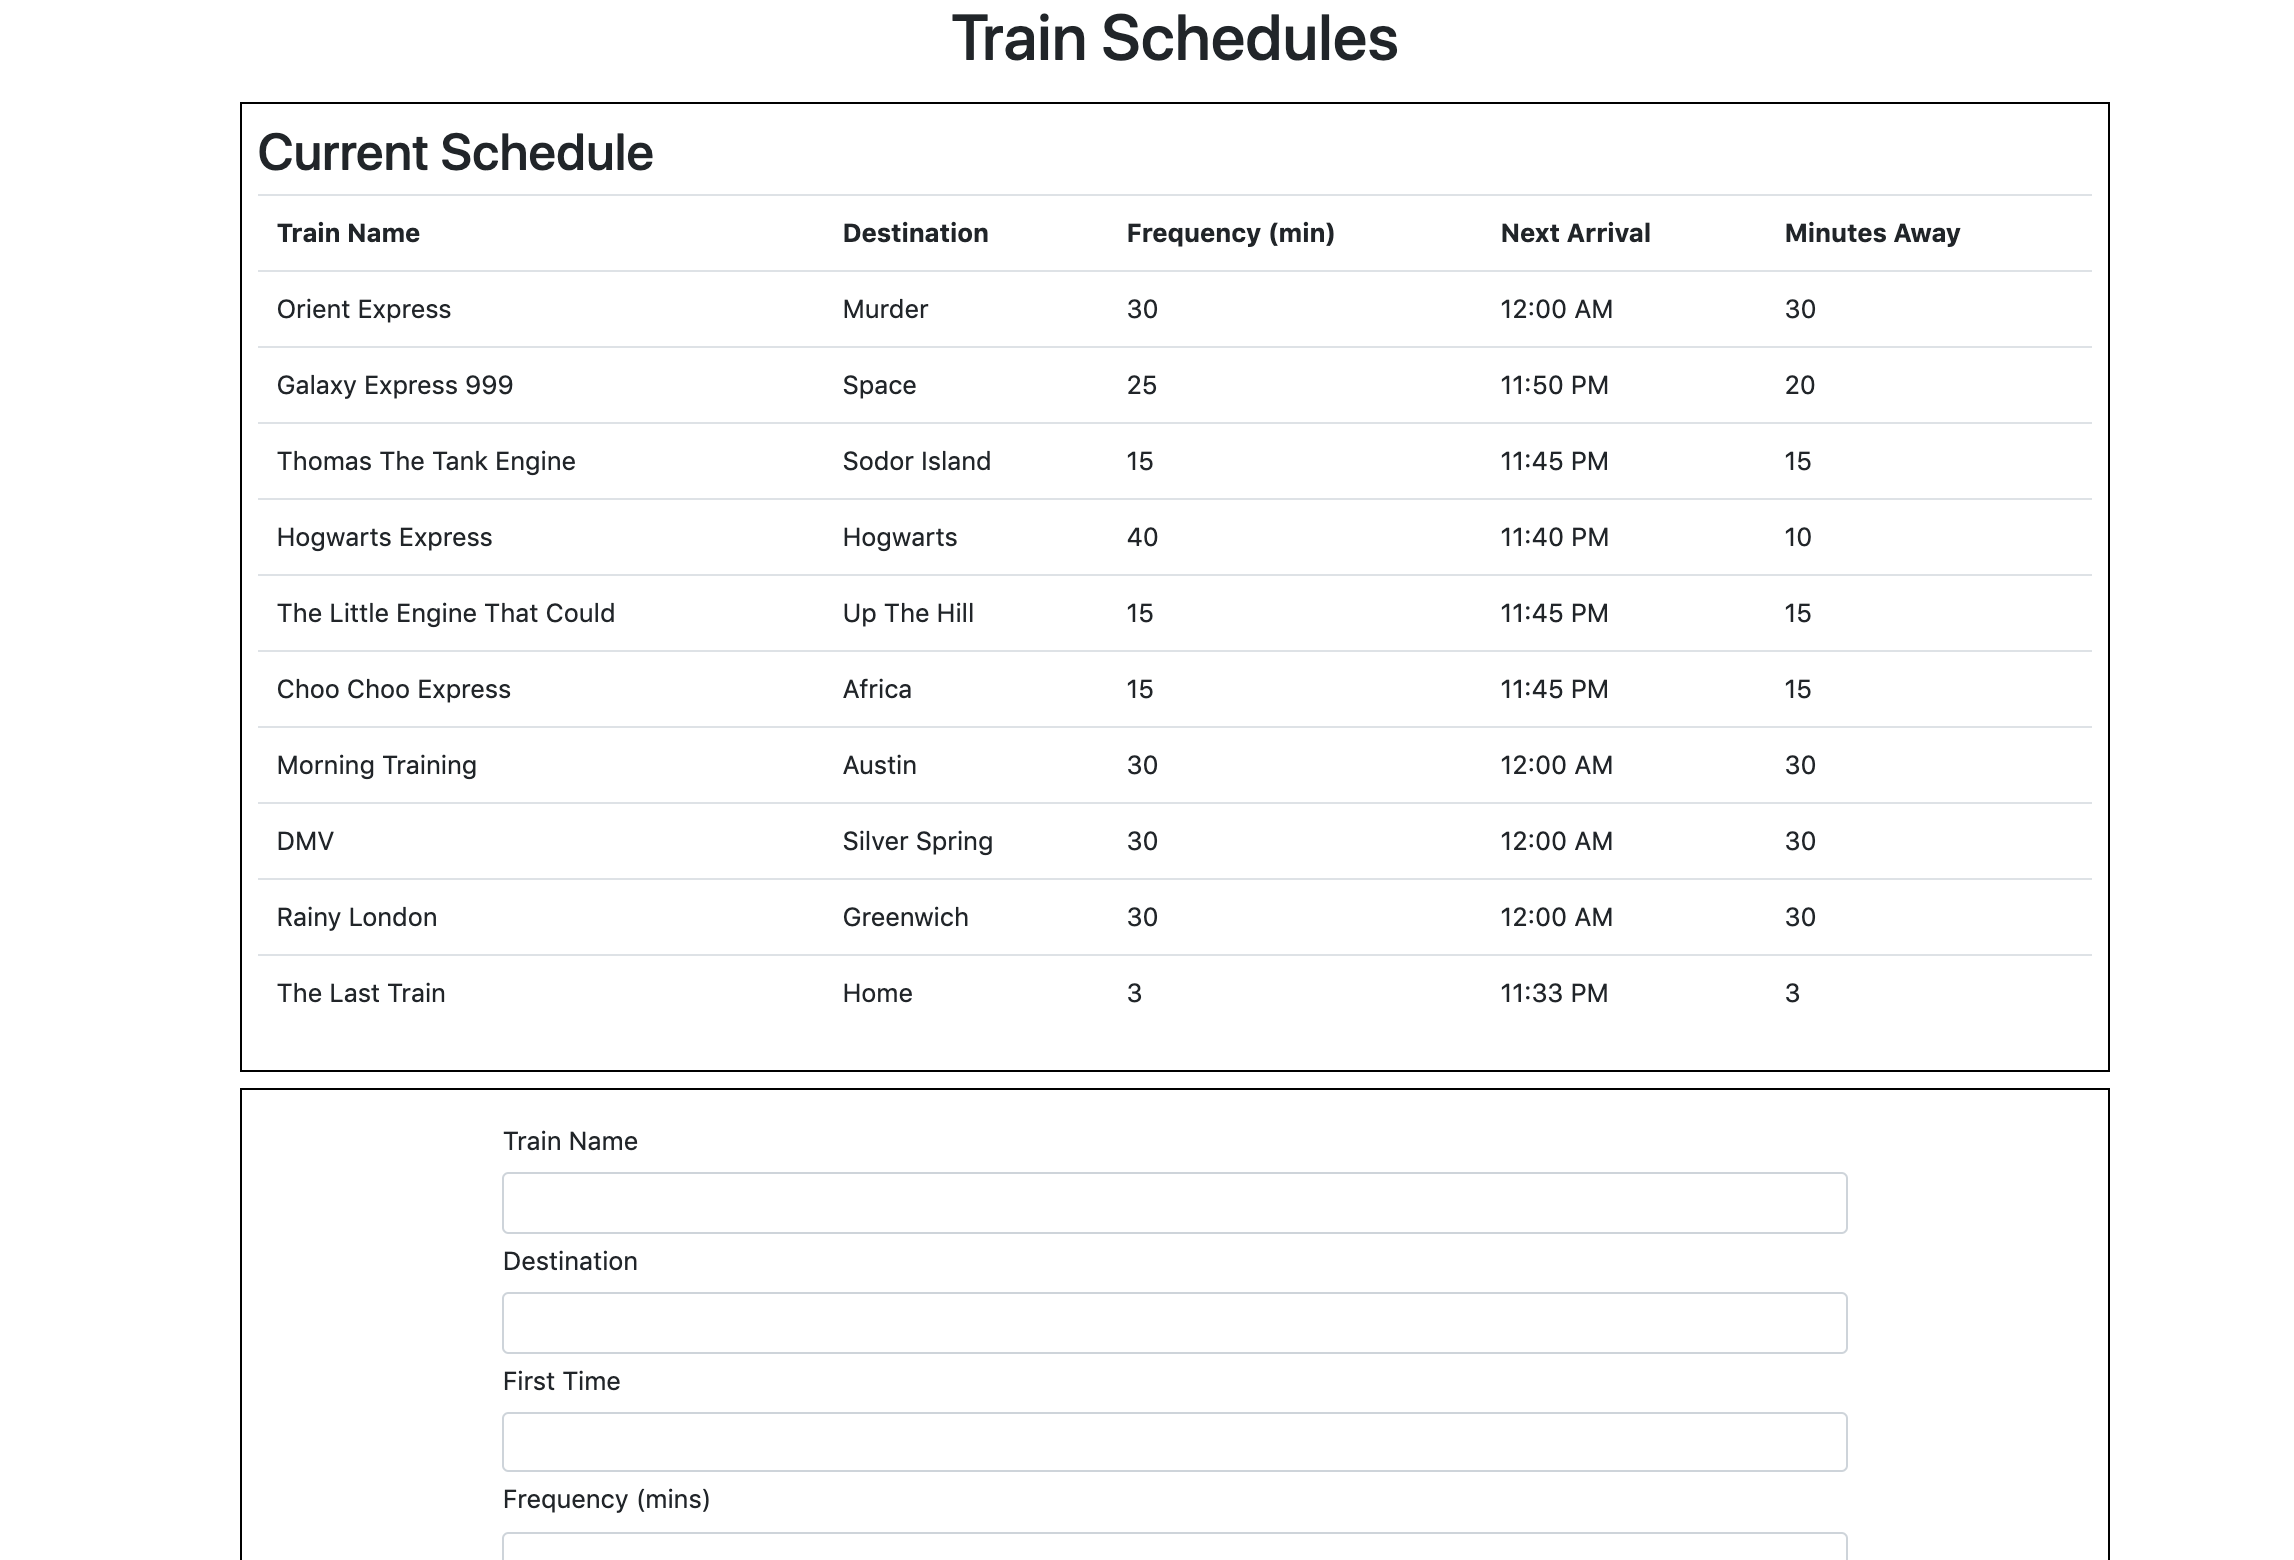 Train Schedules
Current Schedule
Train Name Destination Frequency (min) Next Arrival Minutes Away
Orient Express Murder 30 12:00 AM 30
Galaxy Express 999 Space 25 11:50 PM 20
Thomas The Tank Engine Sodor Island 15 11:45 PM 15
Hogwarts Express Hogwarts 40 11:40 PM 10
The Little Engine That Could Up The Hill 15 11:45 PM 15
Choo Choo Express Africa 15 11:45 PM 15
Morning Training Austin 30 12:00 AM 30
DMV Silver Spring 30 12:00 AM 30
Rainy London Greenwich 30 12:00 AM 30
The Last Train Home 3 11:33 PM 3
Train Name
Destination
First Time
Frequency (mins)